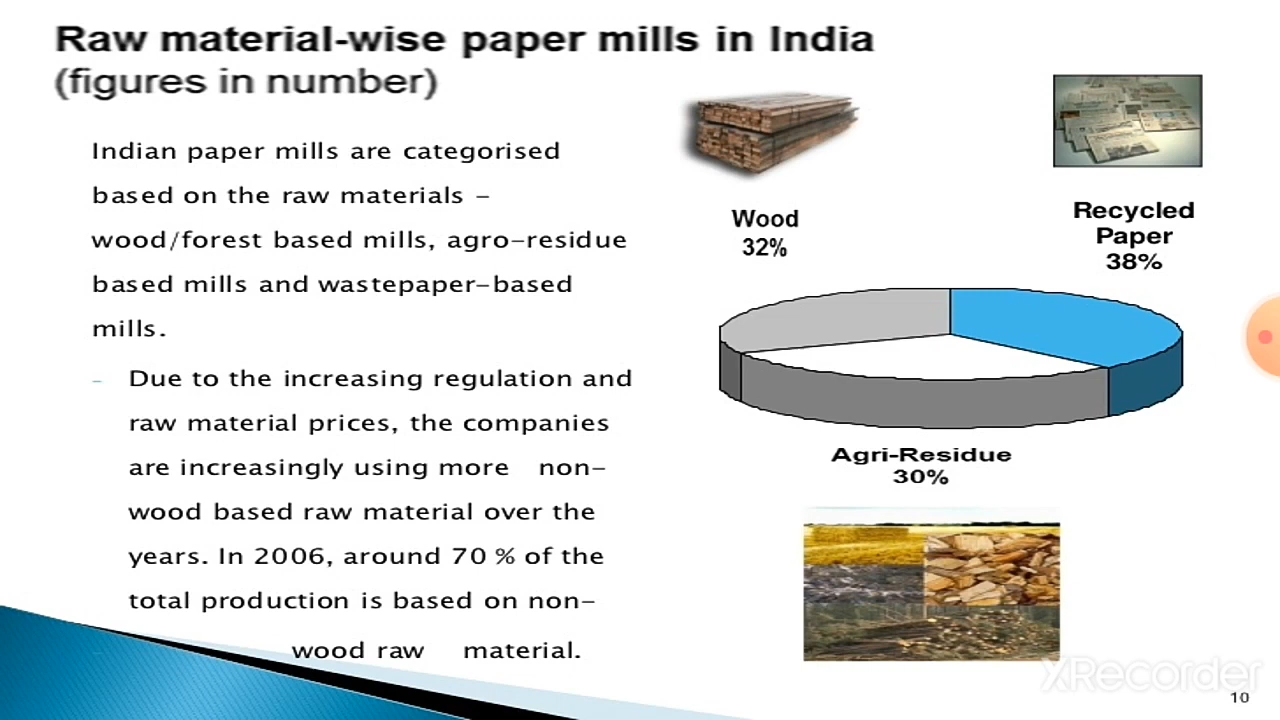 Raw material-wise paper mills in India
(figures in number)
Indian paper mills are categorised
based on the raw materials –
wood/forest based mills, agro-residue
based mills and wastepaper-based
mills.
– Due to the increasing regulation and
raw material prices, the companies
are increasingly using more non-
wood based raw material over the
years. In 2006, around 70 % of the
total production is based on non-
wood raw material.
Wood
32%
Recycled
Paper
38%
Agri-Residue
30%
XRecorder
10